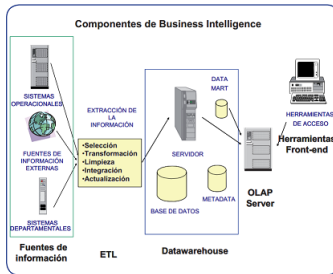 Componentes de Business Intelligence
SISTEMAS
OPERACIONALES
FUENTES DE
INFORMACIÓN
EXTERNAS
SISTEMAS
DEPARTAMENTALES
Fuentes de
información
EXTRACCIÓN DE
LA
INFORMACIÓN
•Selección
•Transformación
•Limpieza
•Integración
•Actualización
ETL
DATA
MART
SERVIDOR
BASE DE DATOS
METADATA
Datawarehouse
OLAP
Server
HERRAMIENTAS
DE ACCESO
Herramientas
Front-end